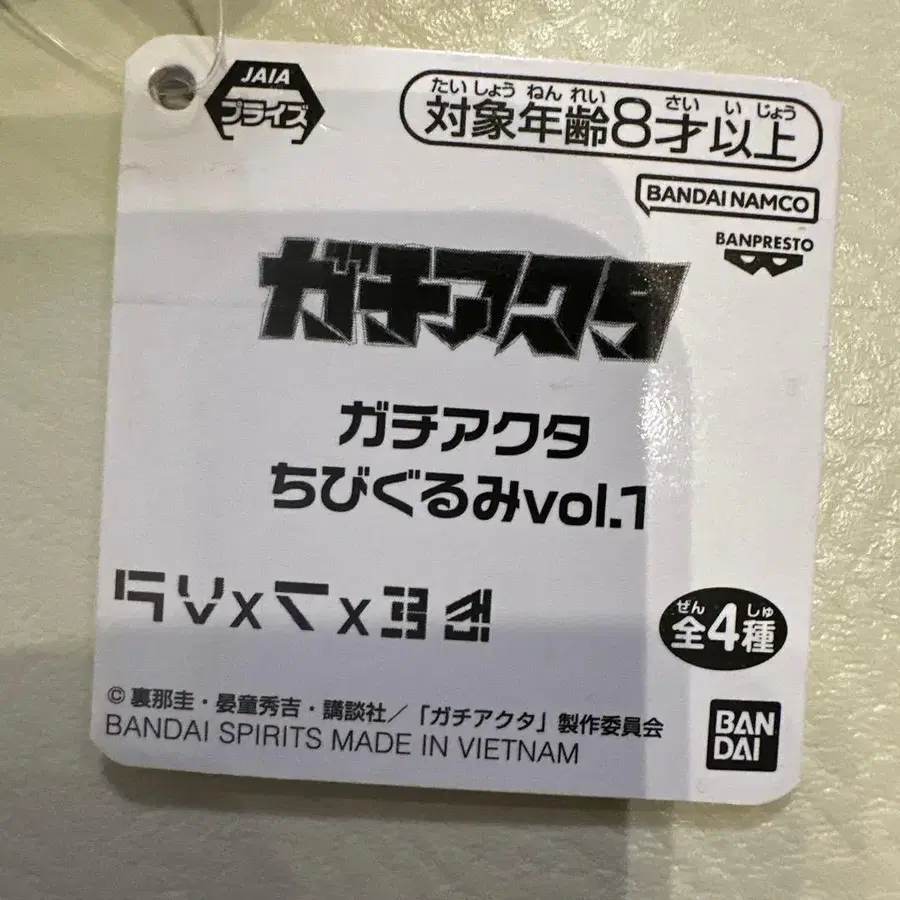 JAIA
プライズ
たいしょうねんれい さいいじょう
対象年齢8才以上
BANDAI NAMCO
BANPRESTO
ガチアクタ
ガチアクタ
ちびぐるみvol.1
ぜん しゅ
全4種
©裏那圭・晏童秀吉・講談社／「ガチアクタ」製作委員会
BANDAI SPIRITS MADE IN VIETNAM
BAN
DAI